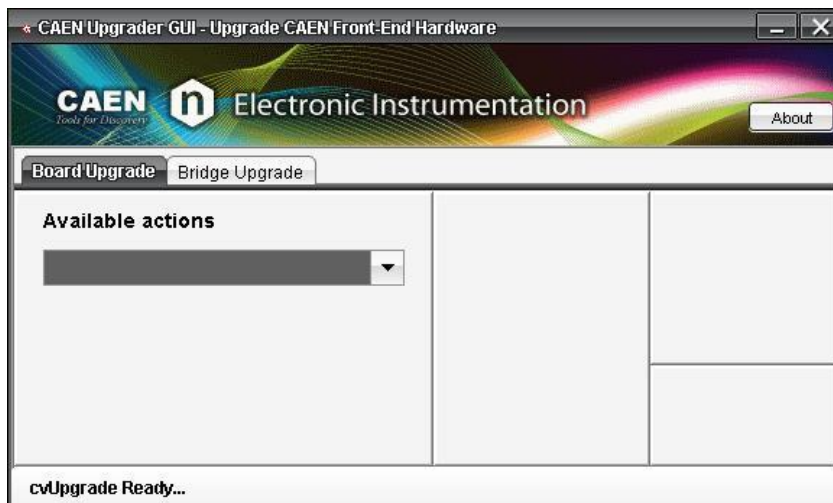 CAEN Upgrader GUI - Upgrade CAEN Front-End Hardware
CAEN n Electronic Instrumentation
Tools for Discovery
About
Board Upgrade Bridge Upgrade
Available actions
cvUpgrade Ready...